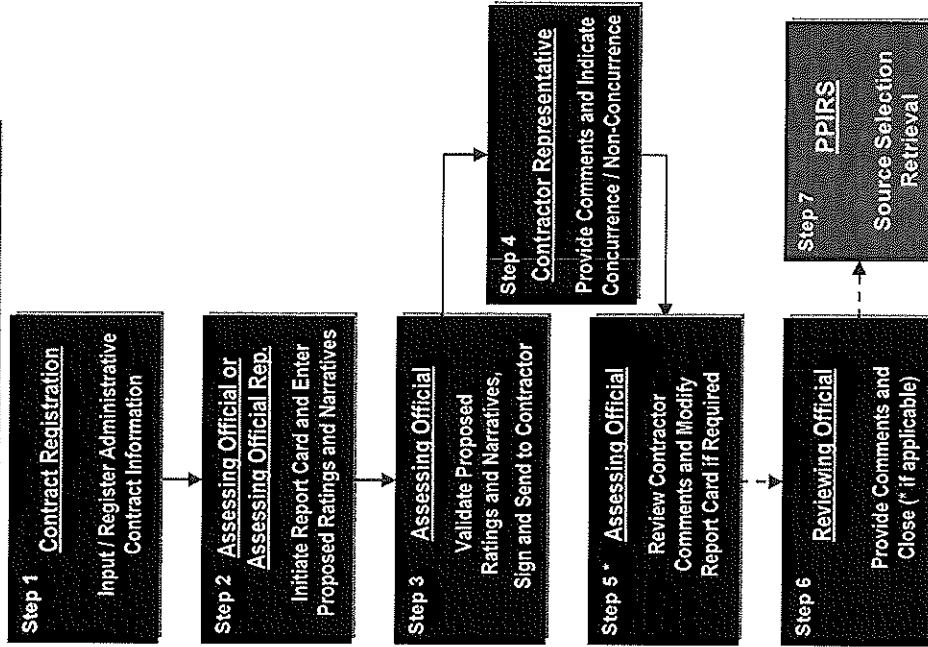 Step 1
Contract Registration
Input / Register Administrative
Contract Information
Step 2
Assessing Official or
Assessing Official Rep.
Initiate Report Card and Enter
Proposed Ratings and Narratives
Step 3
Assessing Official
Validate Proposed
Ratings and Narratives,
Sign and Send to Contractor
Step 4
Contractor Representative
Provide Comments and Indicate
Concurrence / Non-Concurrence
Step 5 *
Assessing Official
Review Contractor
Comments and Modify
Report Card if Required
Step 6
Reviewing Official
Provide Comments and
Close (* if applicable)
Step 7
PPIRS
Source Selection
Retrieval